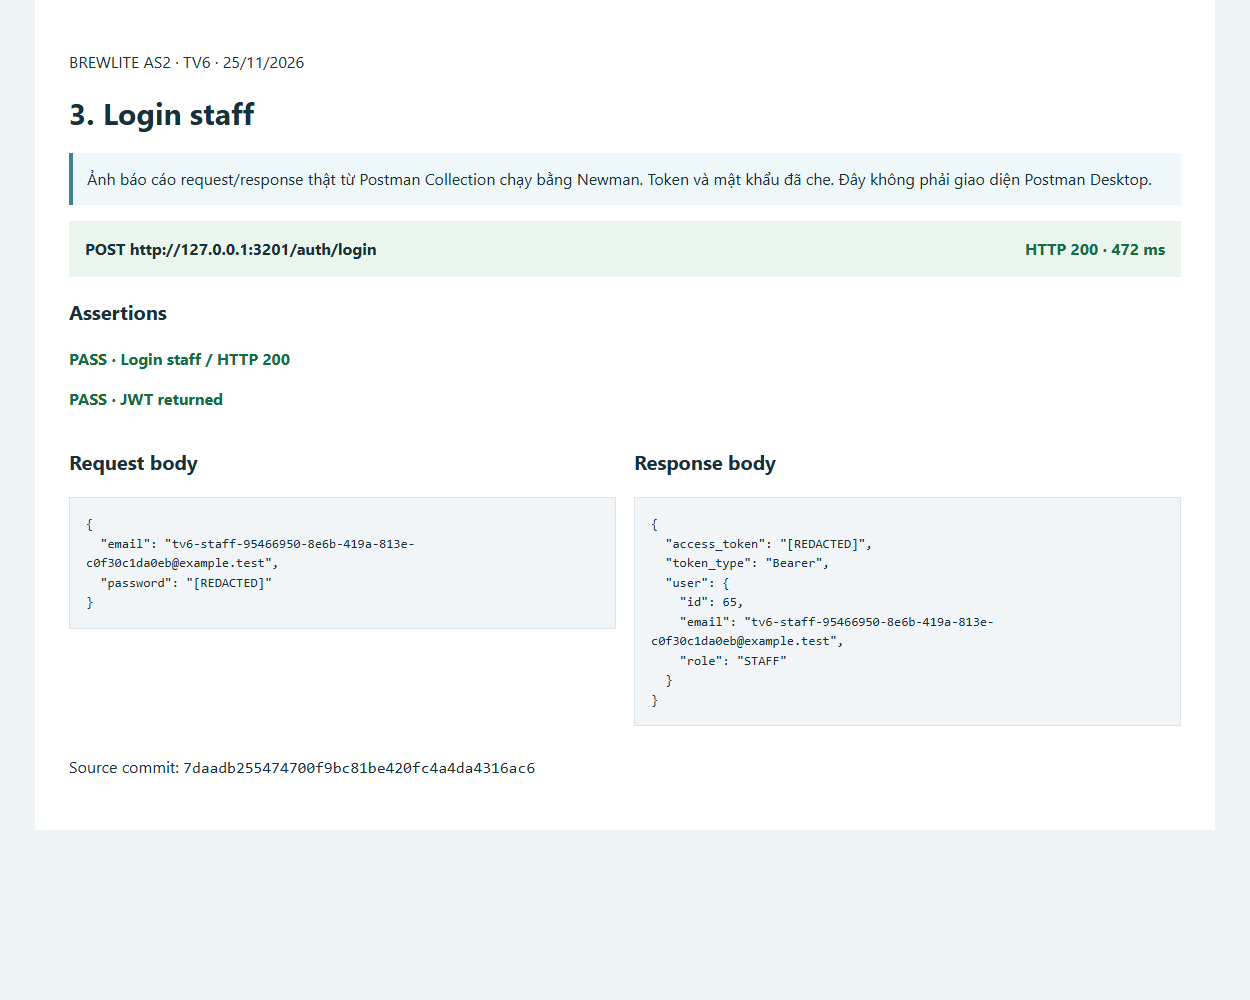 BREWLITE AS2 · TV6 · 25/11/2026
3. Login staff
Ảnh báo cáo request/response thật từ Postman Collection chạy bằng Newman. Token và mật khẩu đã che. Đây không phải giao diện Postman Desktop.
POST http://127.0.0.1:3201/auth/login
HTTP 200 · 472 ms
Assertions
PASS · Login staff / HTTP 200
PASS · JWT returned
Request body
{
  "email": "tv6-staff-95466950-8e6b-419a-813e-
c0f30c1da0eb@example.test",
  "password": "[REDACTED]"
}
Response body
{
  "access_token": "[REDACTED]",
  "token_type": "Bearer",
  "user": {
    "id": 65,
    "email": "tv6-staff-95466950-8e6b-419a-813e-
c0f30c1da0eb@example.test",
    "role": "STAFF"
  }
}
Source commit: 7daadb255474700f9bc81be420fc4a4da4316ac6